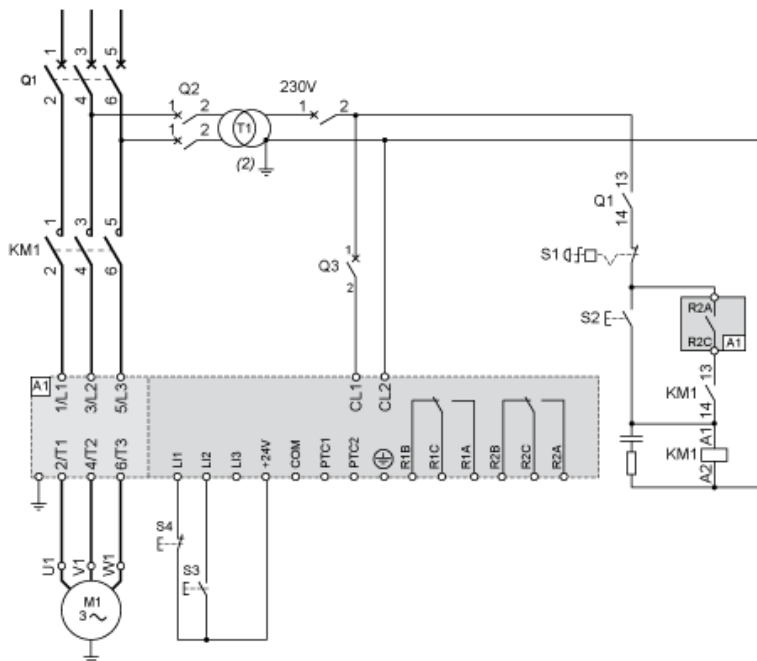 1 3 5
Q1
2 4 6
Q2
1 2
1 2
T1
(2)
230V
1 2
13
Q1
14
1 3 5
KM1
2 4 6
1
Q3
2
S1
S2
R2A
R2C A1
13
KM1
14
A1
KM1
A2
A1 1/L1 3/L2 5/L3 CL1 CL2
2/T1 4/T2 6/T3 LI1 LI2 LI3 +24V COM PTC1 PTC2 R1B R1C R1A R2B R2C R2A
S4
S3
U1 V1 W1
M1
3